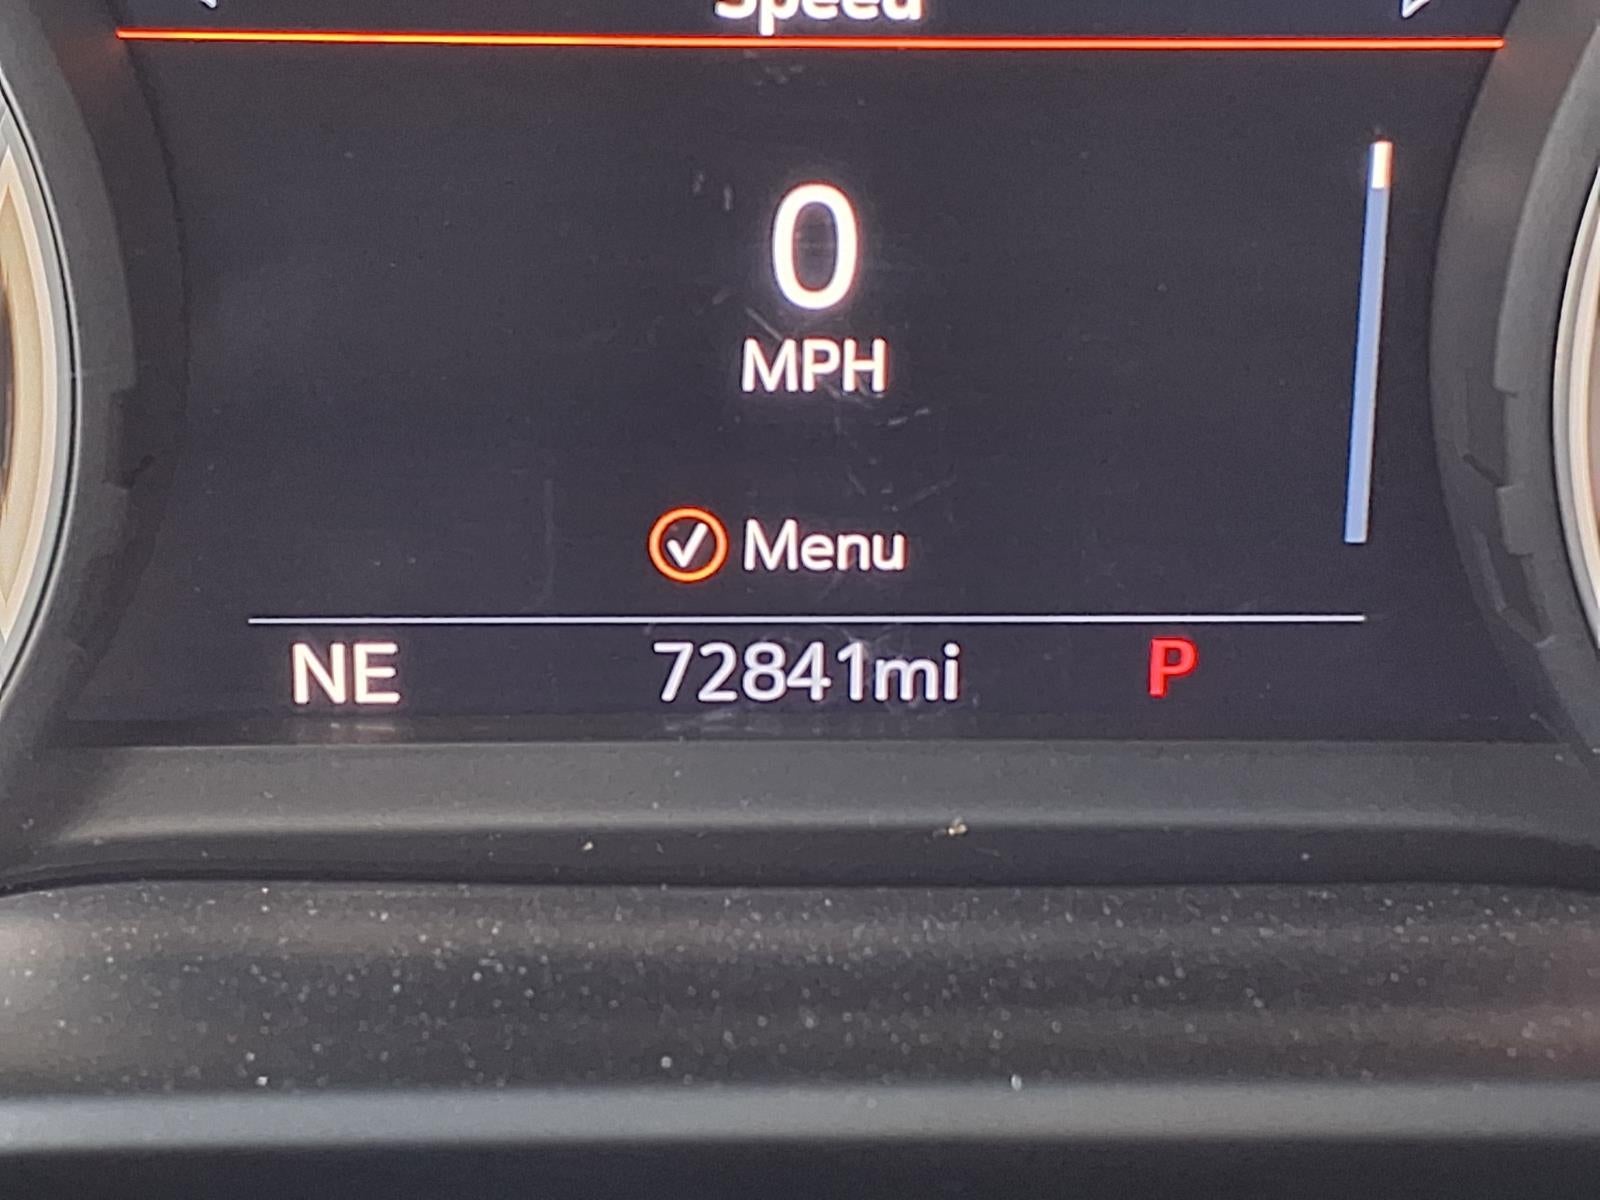 Speed
0
MPH
Menu
NE 72841mi P